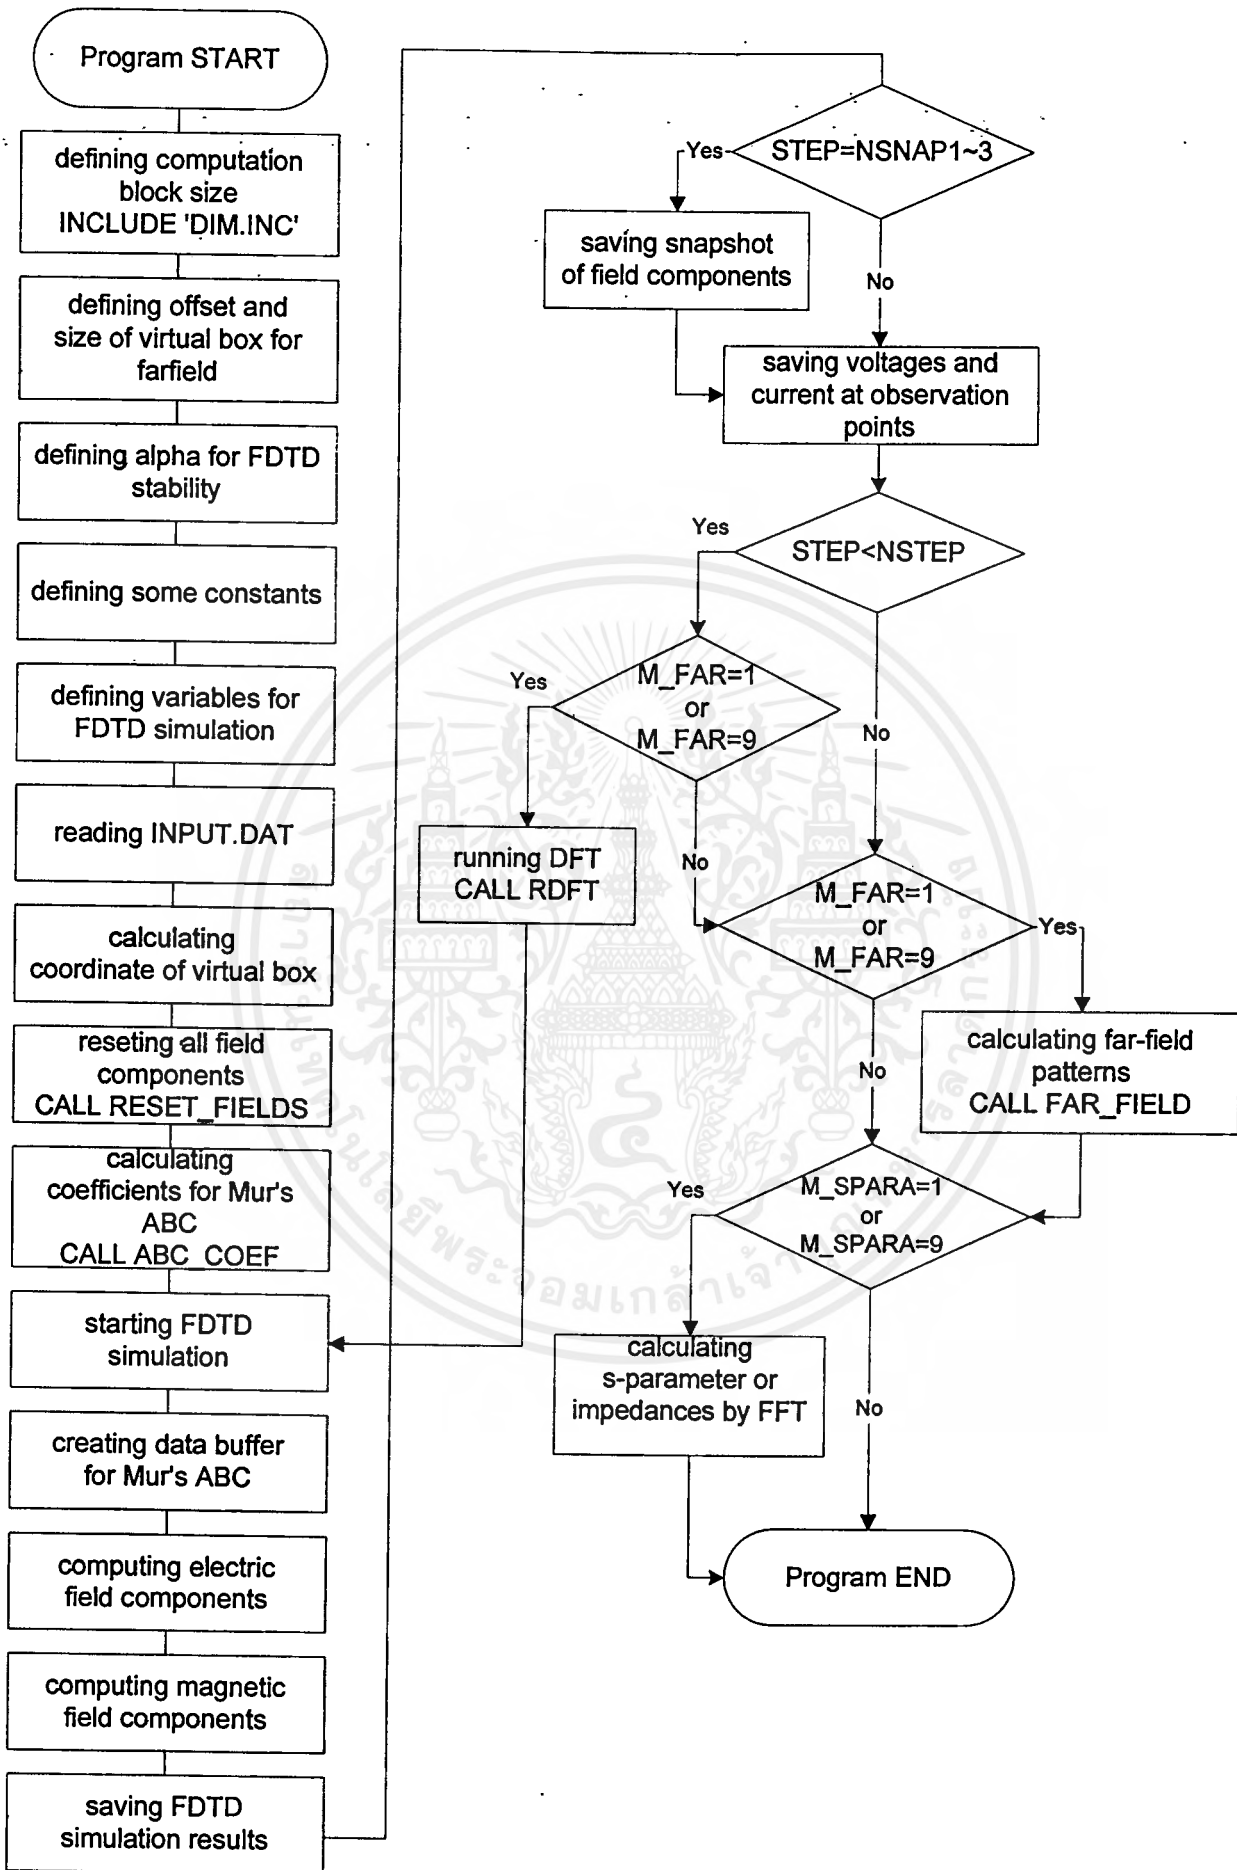 Program START
defining computation
block size
INCLUDE 'DIM.INC'
defining offset and
size of virtual box for
farfield
defining alpha for FDTD
stability
defining some constants
defining variables for
FDTD simulation
reading INPUT.DAT
calculating
coordinate of virtual box
reseting all field
components
CALL RESET_FIELDS
calculating
coefficients for Mur's
ABC
CALL ABC_COEF
starting FDTD
simulation
creating data buffer
for Mur's ABC
computing electric
field components
computing magnetic
field components
saving FDTD
simulation results
STEP=NSNAP1~3
Yes
saving snapshot
of field components
No
saving voltages and
current at observation
points
STEP<NSTEP
Yes
No
M_FAR=1
or
M_FAR=9
Yes
No
running DFT
CALL RDFT
M_FAR=1
or
M_FAR=9
Yes
No
calculating far-field
patterns
CALL FAR_FIELD
M_SPARA=1
or
M_SPARA=9
Yes
No
calculating
s-parameter or
impedances by FFT
Program END